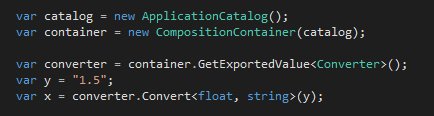 var catalog = new ApplicationCatalog();
var container = new CompositionContainer(catalog);
var converter = container.GetExportedValue<Converter>();
var y = "1.5";
var x = converter.Convert<float, string>(y);